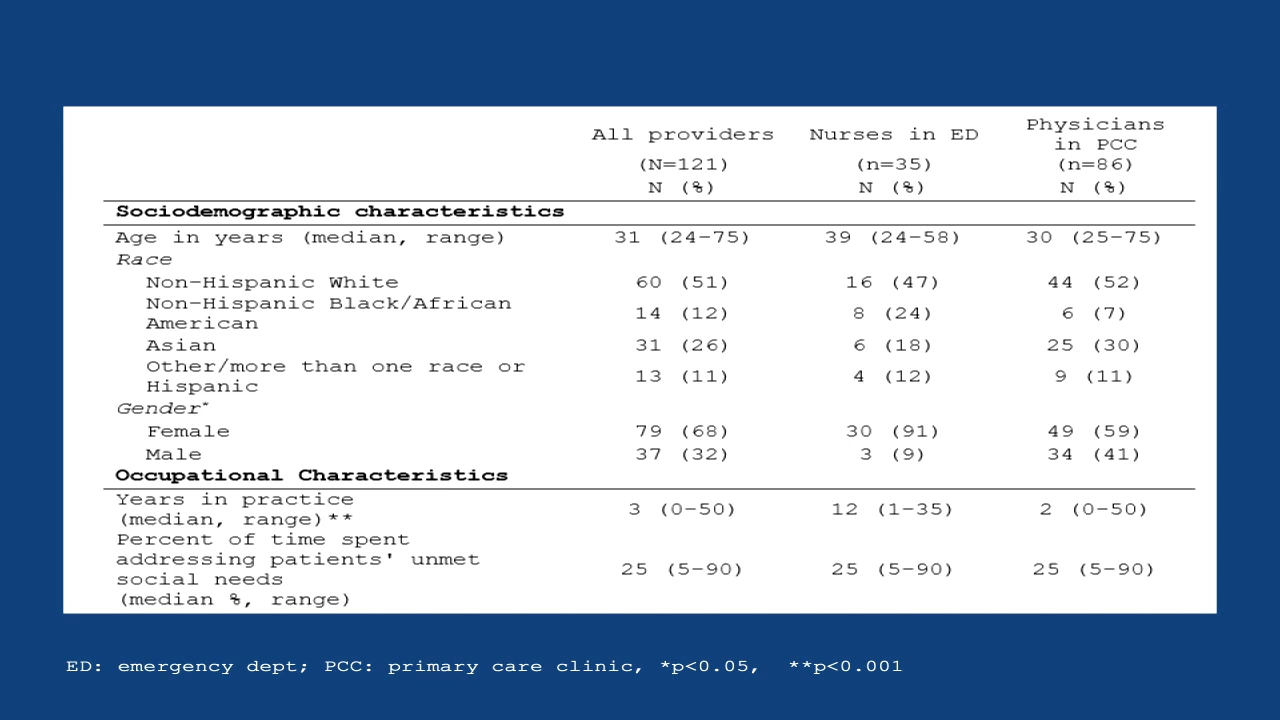 Physicians
All providers Nurses in ED in PCC
(N=121) (n=35) (n=86)
N (%) N (%) N (%)
Sociodemographic characteristics
Age in years (median, range) 31 (24-75) 39 (24-58) 30 (25-75)
Race
Non-Hispanic White 60 (51) 16 (47) 44 (52)
Non-Hispanic Black/African
American 14 (12) 8 (24) 6 (7)
Asian 31 (26) 6 (18) 25 (30)
Other/more than one race or
Hispanic 13 (11) 4 (12) 9 (11)
Gender*
Female 79 (68) 30 (91) 49 (59)
Male 37 (32) 3 (9) 34 (41)
Occupational Characteristics
Years in practice
(median, range)** 3 (0-50) 12 (1-35) 2 (0-50)
Percent of time spent
addressing patients' unmet
social needs 25 (5-90) 25 (5-90) 25 (5-90)
(median %, range)
ED: emergency dept; PCC: primary care clinic, *p<0.05, **p<0.001